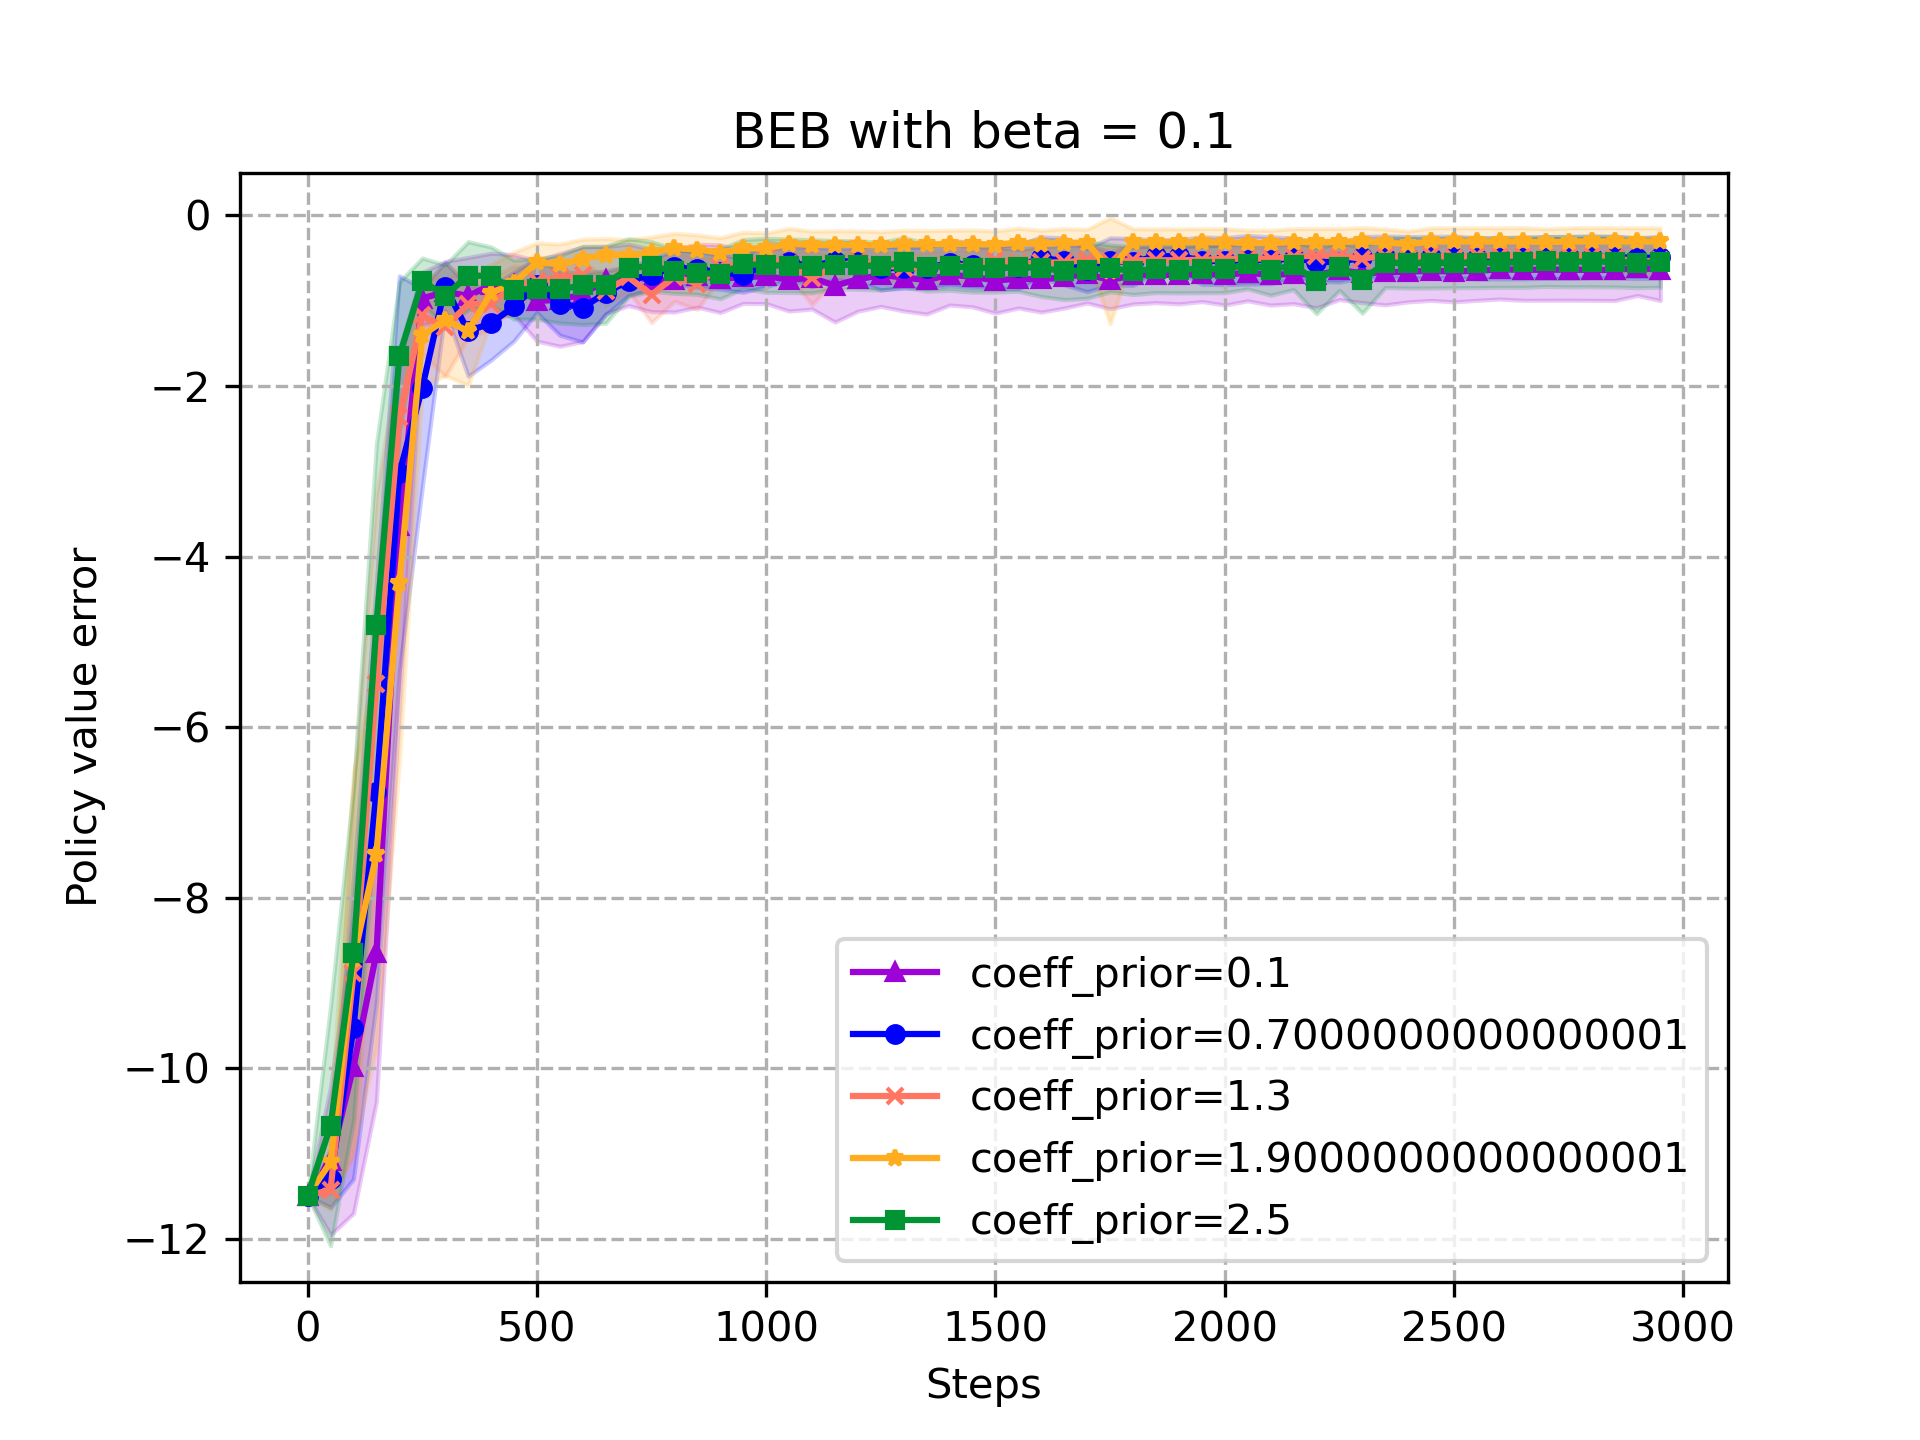 BEB with beta = 0.1
Policy value error
0
−2
−4
−6
−8
−10
−12
coeff_prior=0.1
coeff_prior=0.7000000000000001
coeff_prior=1.3
coeff_prior=1.9000000000000001
coeff_prior=2.5
0 500 1000 1500 2000 2500 3000
Steps